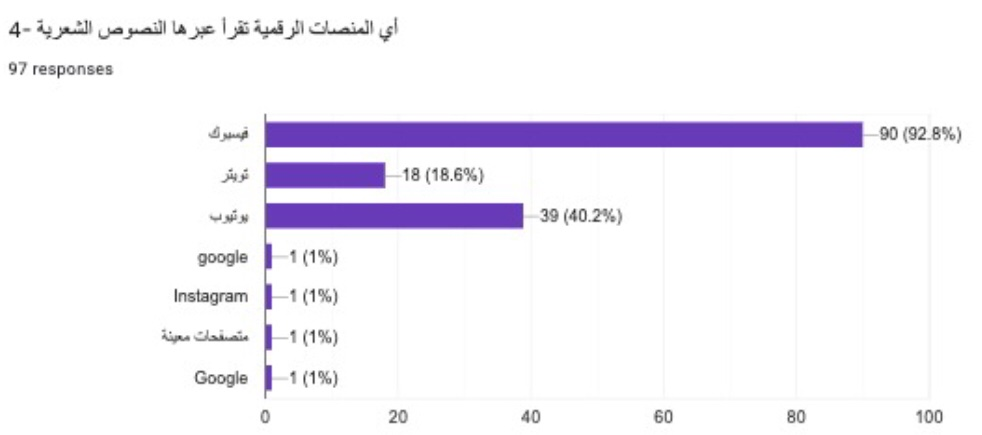 4- أي المنصات الرقمية تقرأ عبرها النصوص الشعرية
97 responses
فيسبوك
90 (92.8%)
تويتر
18 (18.6%)
يوتيوب
39 (40.2%)
google
1 (1%)
Instagram
1 (1%)
متصفحات معينة
1 (1%)
Google
1 (1%)
0 20 40 60 80 100